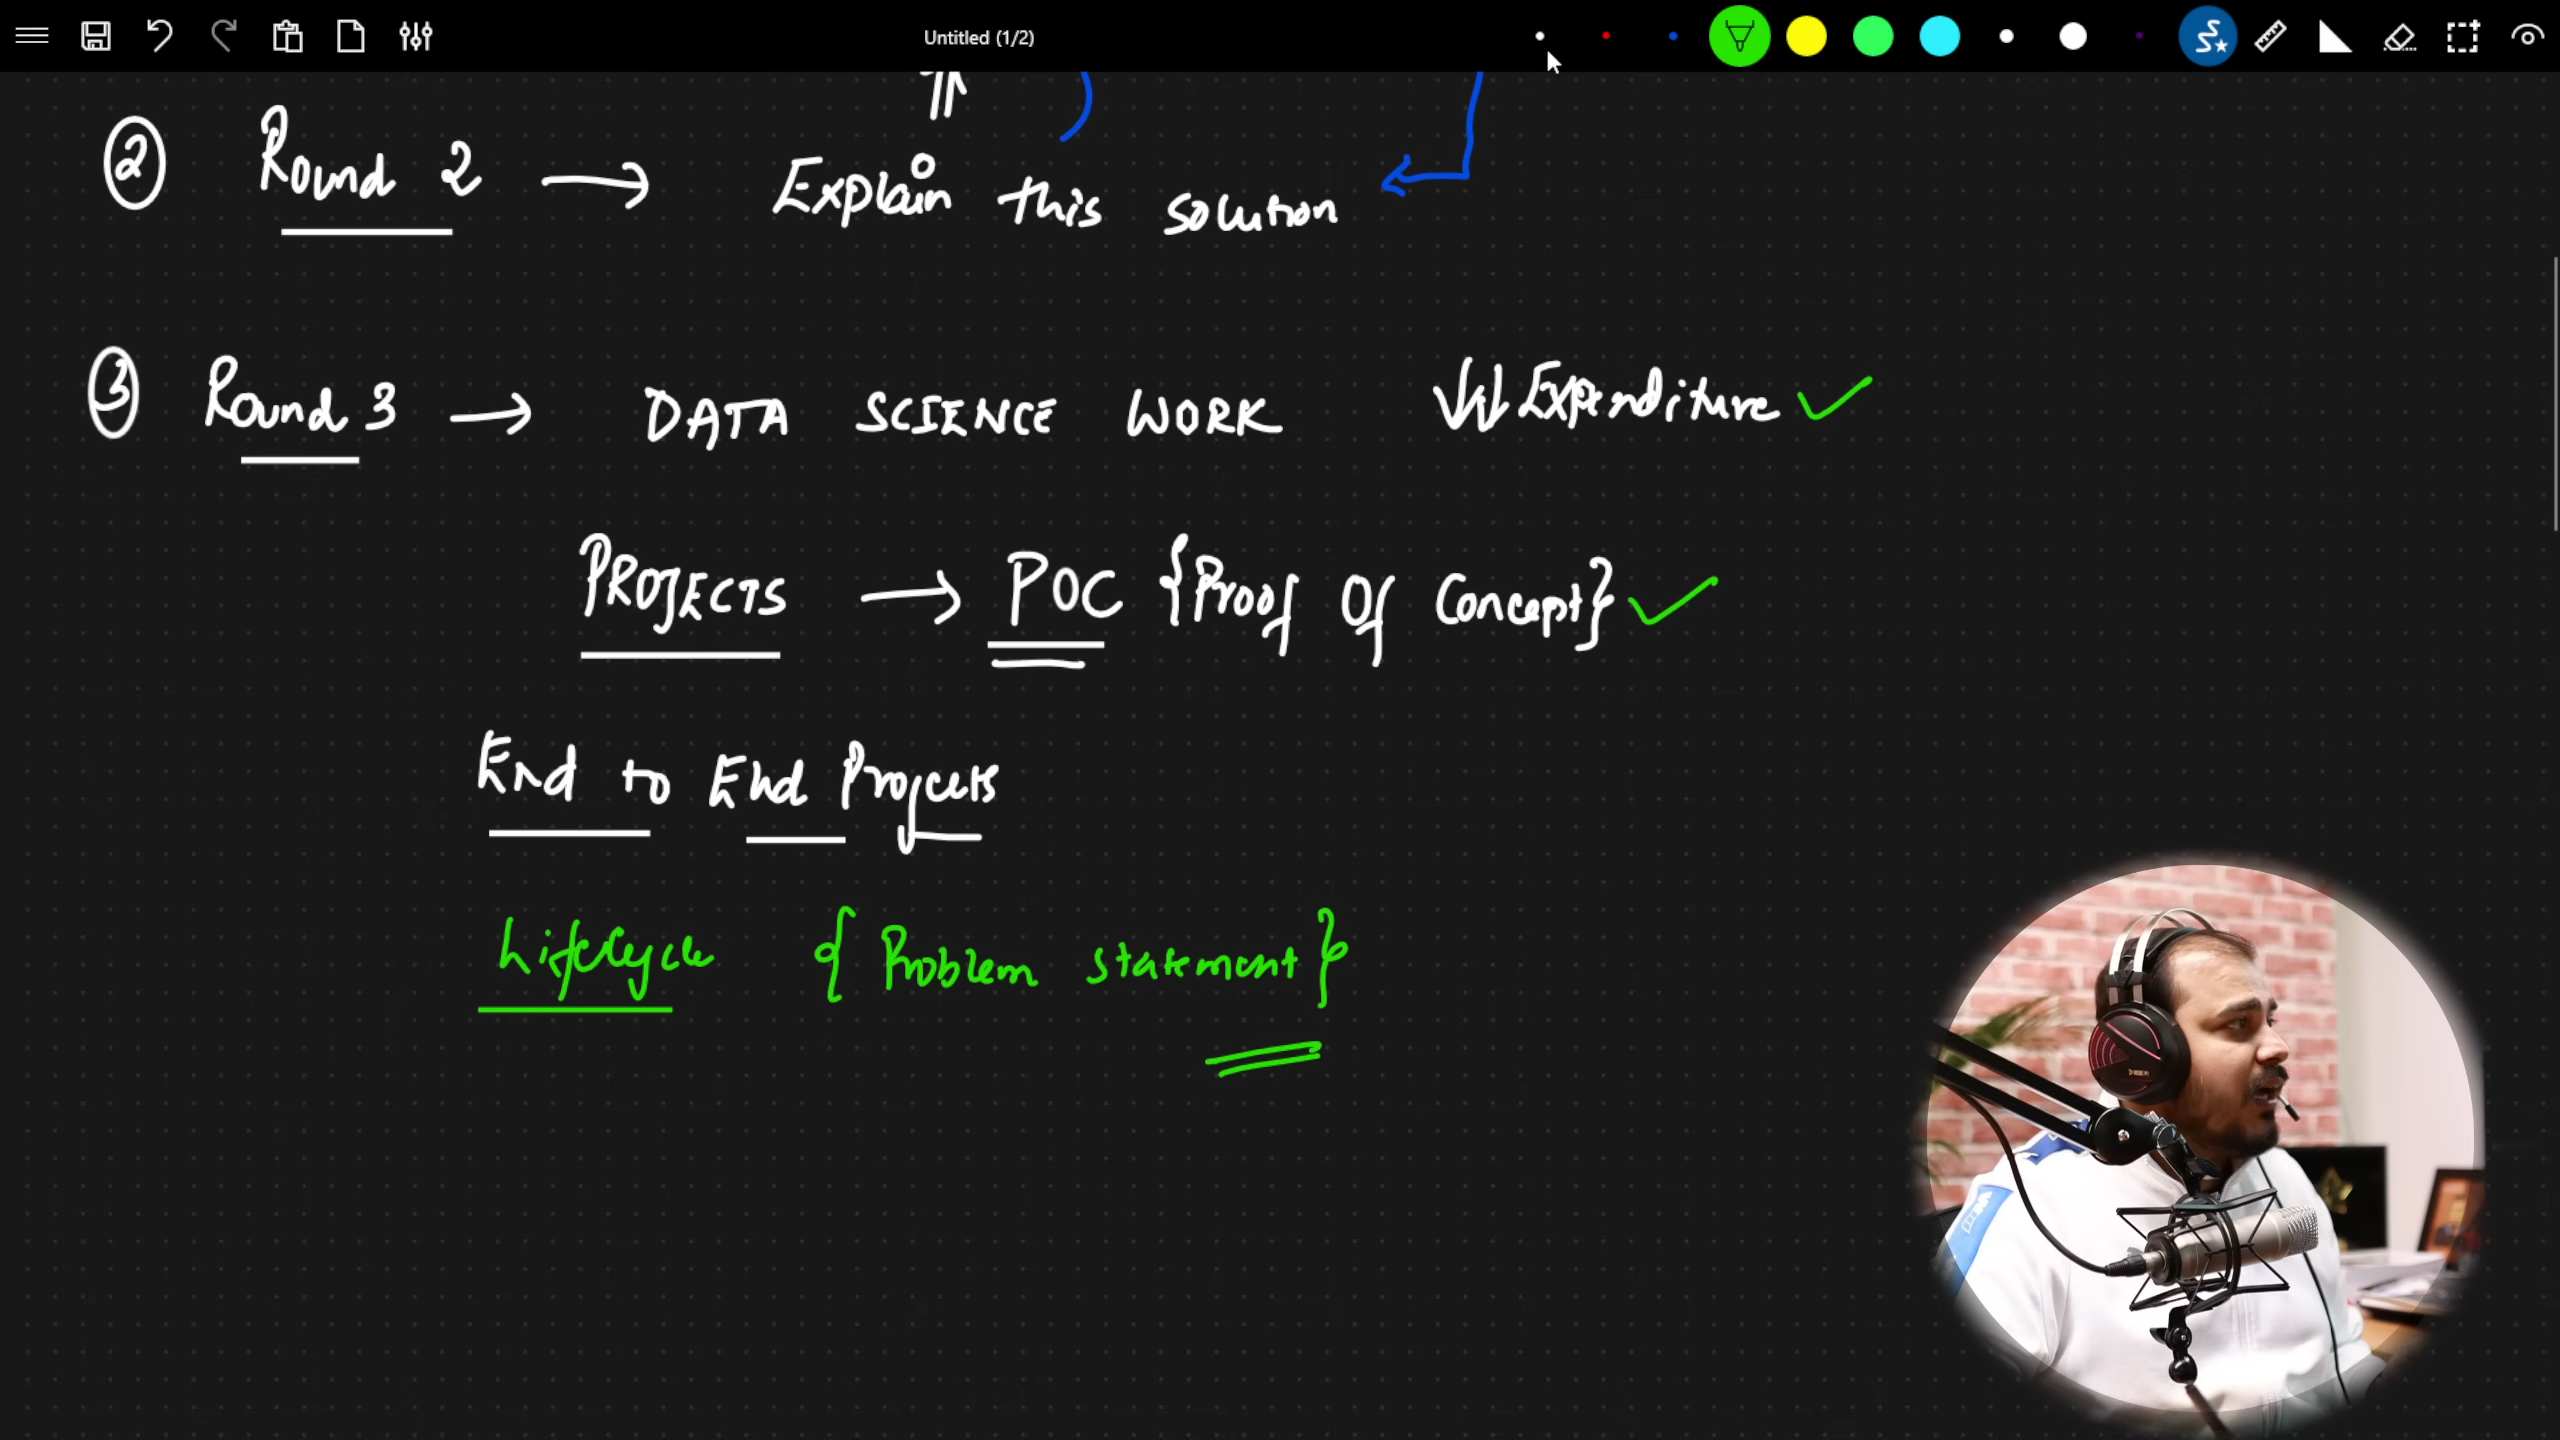 Untitled (1/2)
② Round 2 → Explain this solution
③ Round 3 → DATA SCIENCE WORK ↓↓↓ Expenditure ✓
PROJECTS → POC {Proof Of Concept} ✓
End to End Projects
Lifecycle { Problem statement }